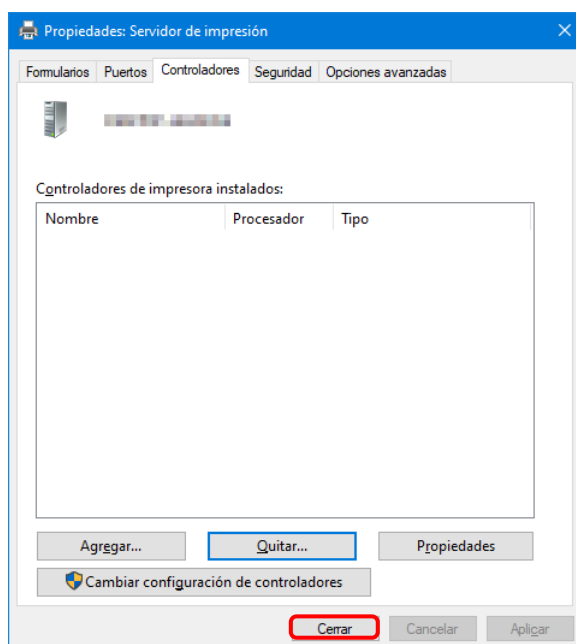 Propiedades: Servidor de impresión
Formularios Puertos Controladores Seguridad Opciones avanzadas
Controladores de impresora instalados:
Nombre Procesador Tipo
Agregar... Quitar... Propiedades
Cambiar configuración de controladores
Cerrar Cancelar Aplicar